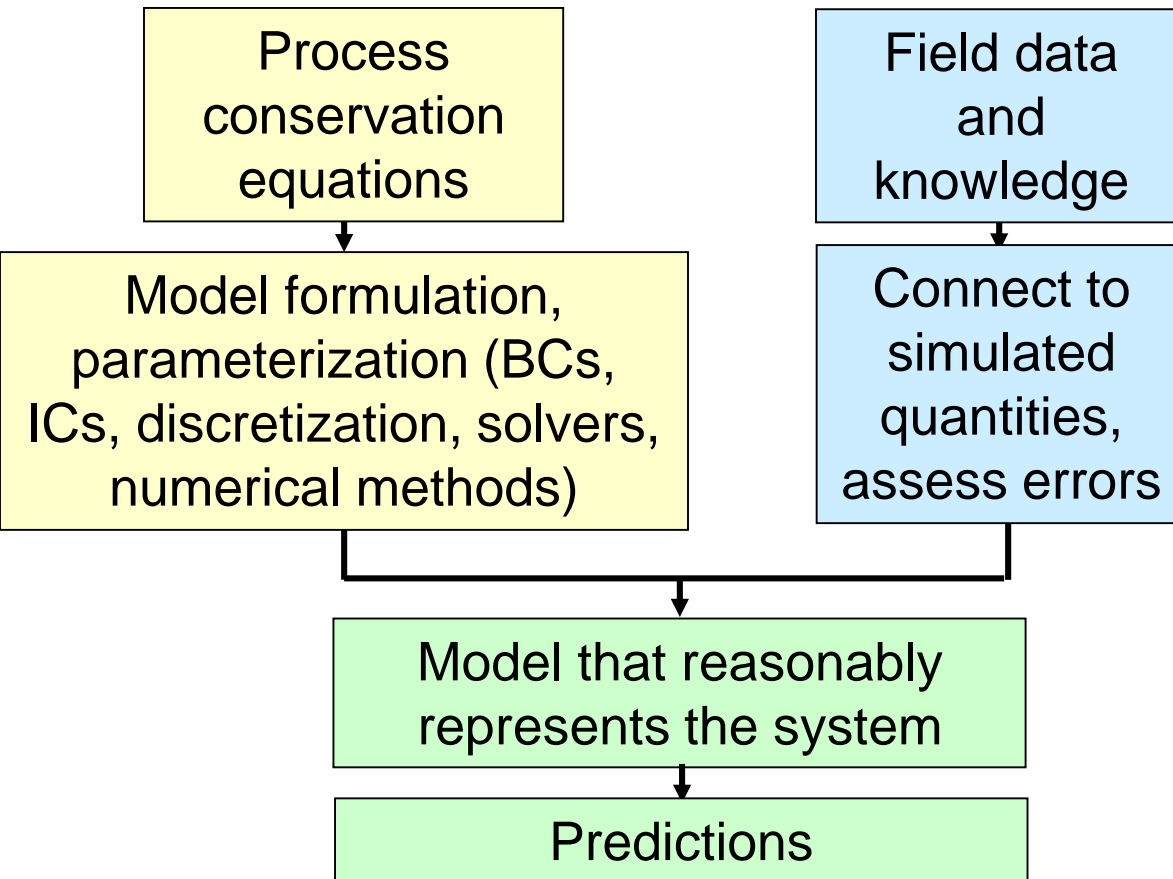 Process
conservation
equations
Field data
and
knowledge
Model formulation,
parameterization (BCs,
ICs, discretization, solvers,
numerical methods)
Connect to
simulated
quantities,
assess errors
Model that reasonably
represents the system
Predictions